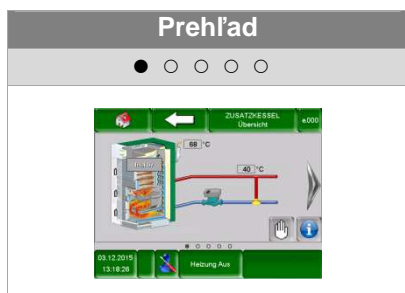 Prehľad
ZUSATZKESSEL
Übersicht
e.000
68 °C
40 °C
03.12.2015
13:18:26
Heizung Aus